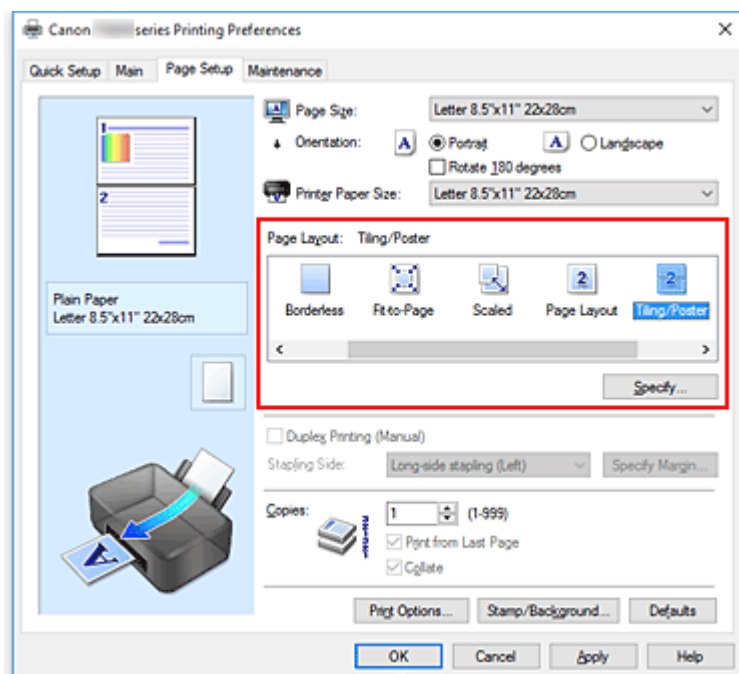 Canon series Printing Preferences
Quick Setup Main Page Setup Maintenance
1
2
Plain Paper
Letter 8.5"x11" 22x28cm
Page Size: Letter 8.5"x11" 22x28cm
Orientation: A Portrait A Landscape
Rotate 180 degrees
Printer Paper Size: Letter 8.5"x11" 22x28cm
Page Layout: Tiling/Poster
2 2
Borderless Fit-to-Page Scaled Page Layout Tiling/Poster
Specify...
Duplex Printing (Manual)
Stapling Side: Long-side stapling (Left) Specify Margin...
Copies: 1 (1-999)
Print from Last Page
Collate
A
Print Options... Stamp/Background... Defaults
OK Cancel Apply Help